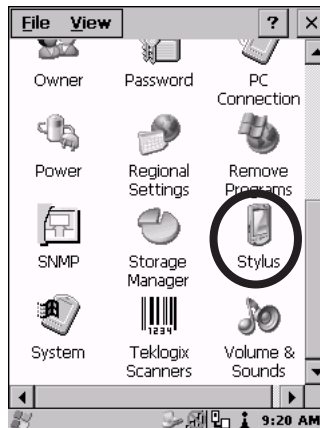 File View ? ×
Owner Password PC
Connection
Power Regional Remove
Settings Programs
SNMP Storage Stylus
Manager
1234
System Teklogix Volume &
Scanners Sounds
9:20 AM